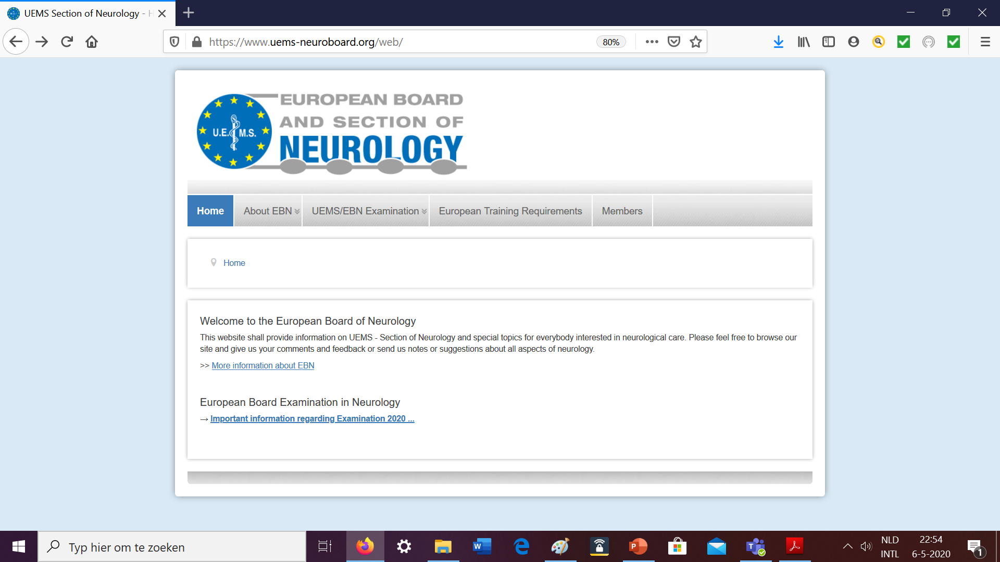 UEMS Section of Neurology - H
https://www.uems-neuroboard.org/web/
80%
EUROPEAN BOARD
AND SECTION OF
NEUROLOGY
U.E. M.S.
Home
About EBN
UEMS/EBN Examination
European Training Requirements
Members
Home
Welcome to the European Board of Neurology
This website shall provide information on UEMS - Section of Neurology and special topics for everybody interested in neurological care. Please feel free to browse our
site and give us your comments and feedback or send us notes or suggestions about all aspects of neurology.
>> More information about EBN
European Board Examination in Neurology
→ Important information regarding Examination 2020 ...
Typ hier om te zoeken
W
P
T
NLD
INTL
22:54
6-5-2020
1